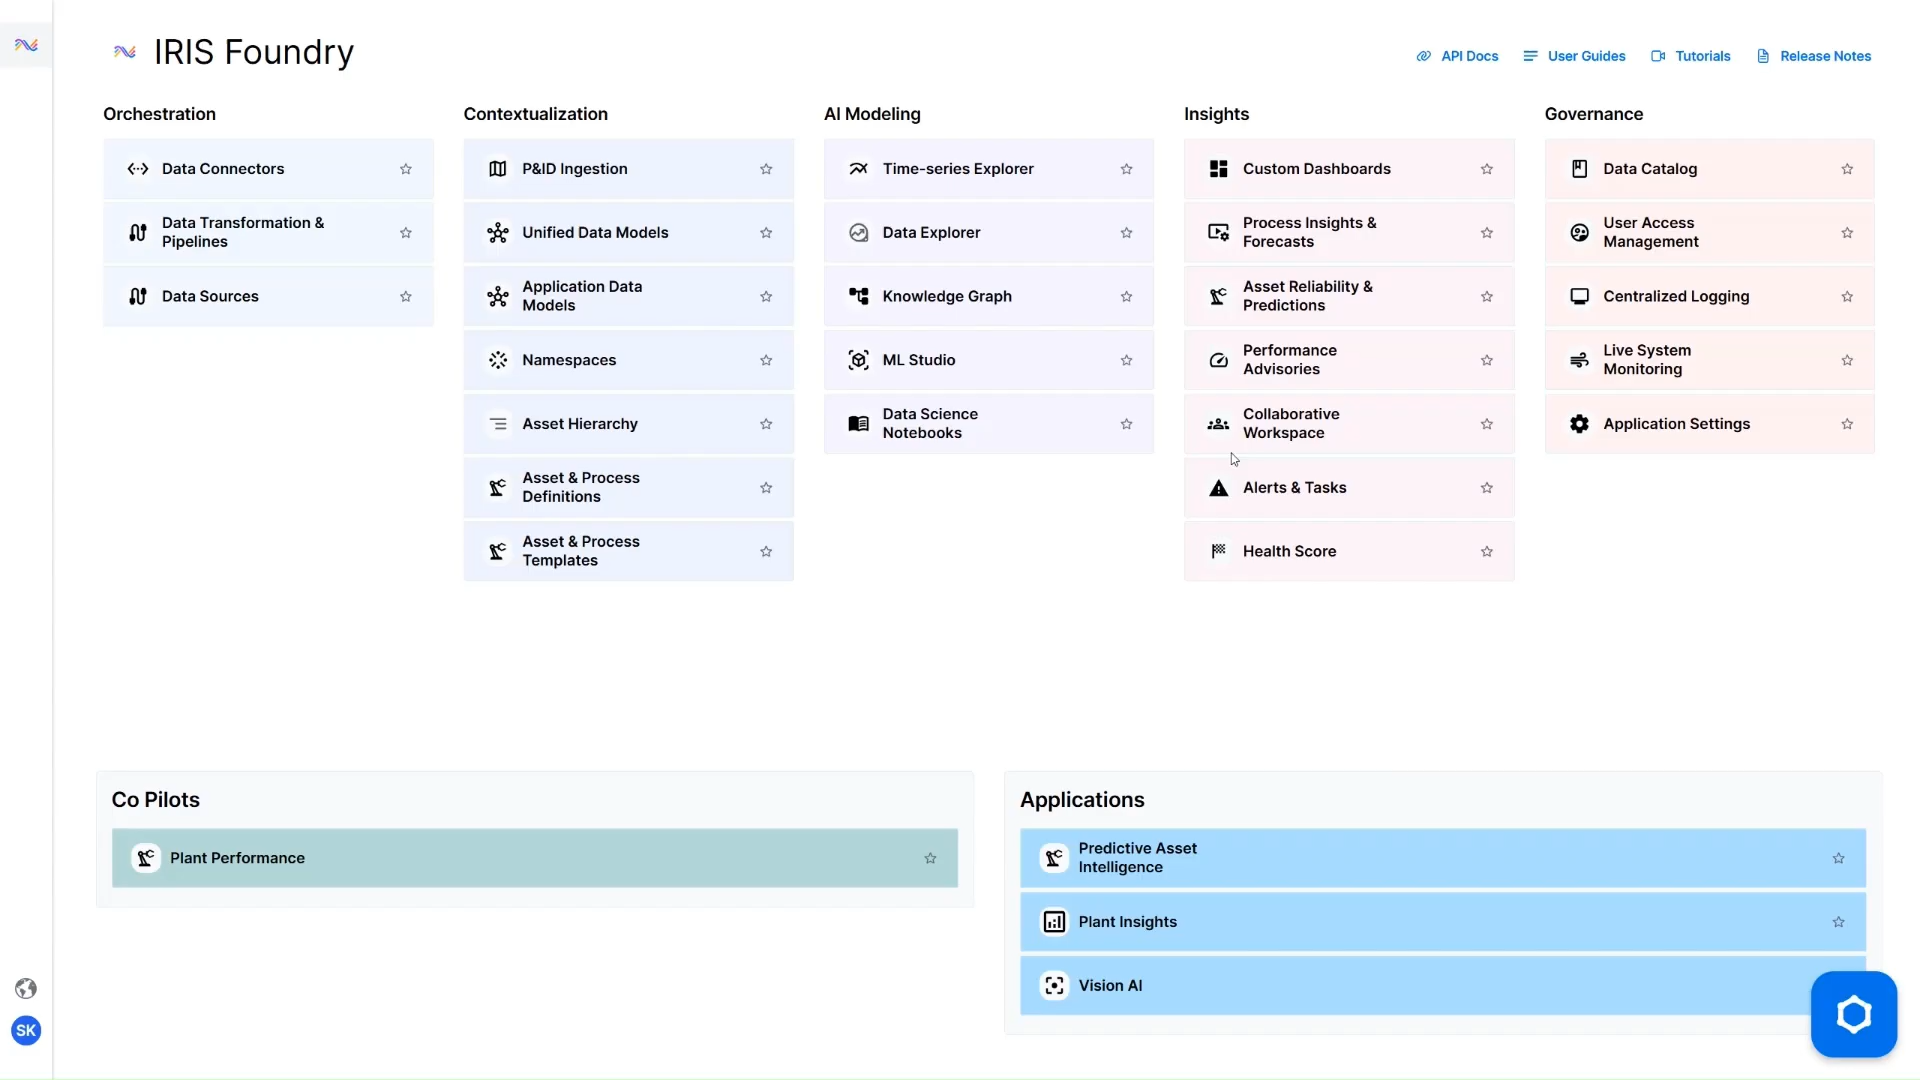 IRIS Foundry
API Docs
User Guides
Tutorials
Release Notes
Orchestration
Data Connectors
Data Transformation &
Pipelines
Data Sources
Contextualization
P&ID Ingestion
Unified Data Models
Application Data
Models
Namespaces
Asset Hierarchy
Asset & Process
Definitions
Asset & Process
Templates
AI Modeling
Time-series Explorer
Data Explorer
Knowledge Graph
ML Studio
Data Science
Notebooks
Insights
Custom Dashboards
Process Insights &
Forecasts
Asset Reliability &
Predictions
Performance
Advisories
Collaborative
Workspace
Alerts & Tasks
Health Score
Governance
Data Catalog
User Access
Management
Centralized Logging
Live System
Monitoring
Application Settings
Co Pilots
Plant Performance
Applications
Predictive Asset
Intelligence
Plant Insights
Vision AI
SK